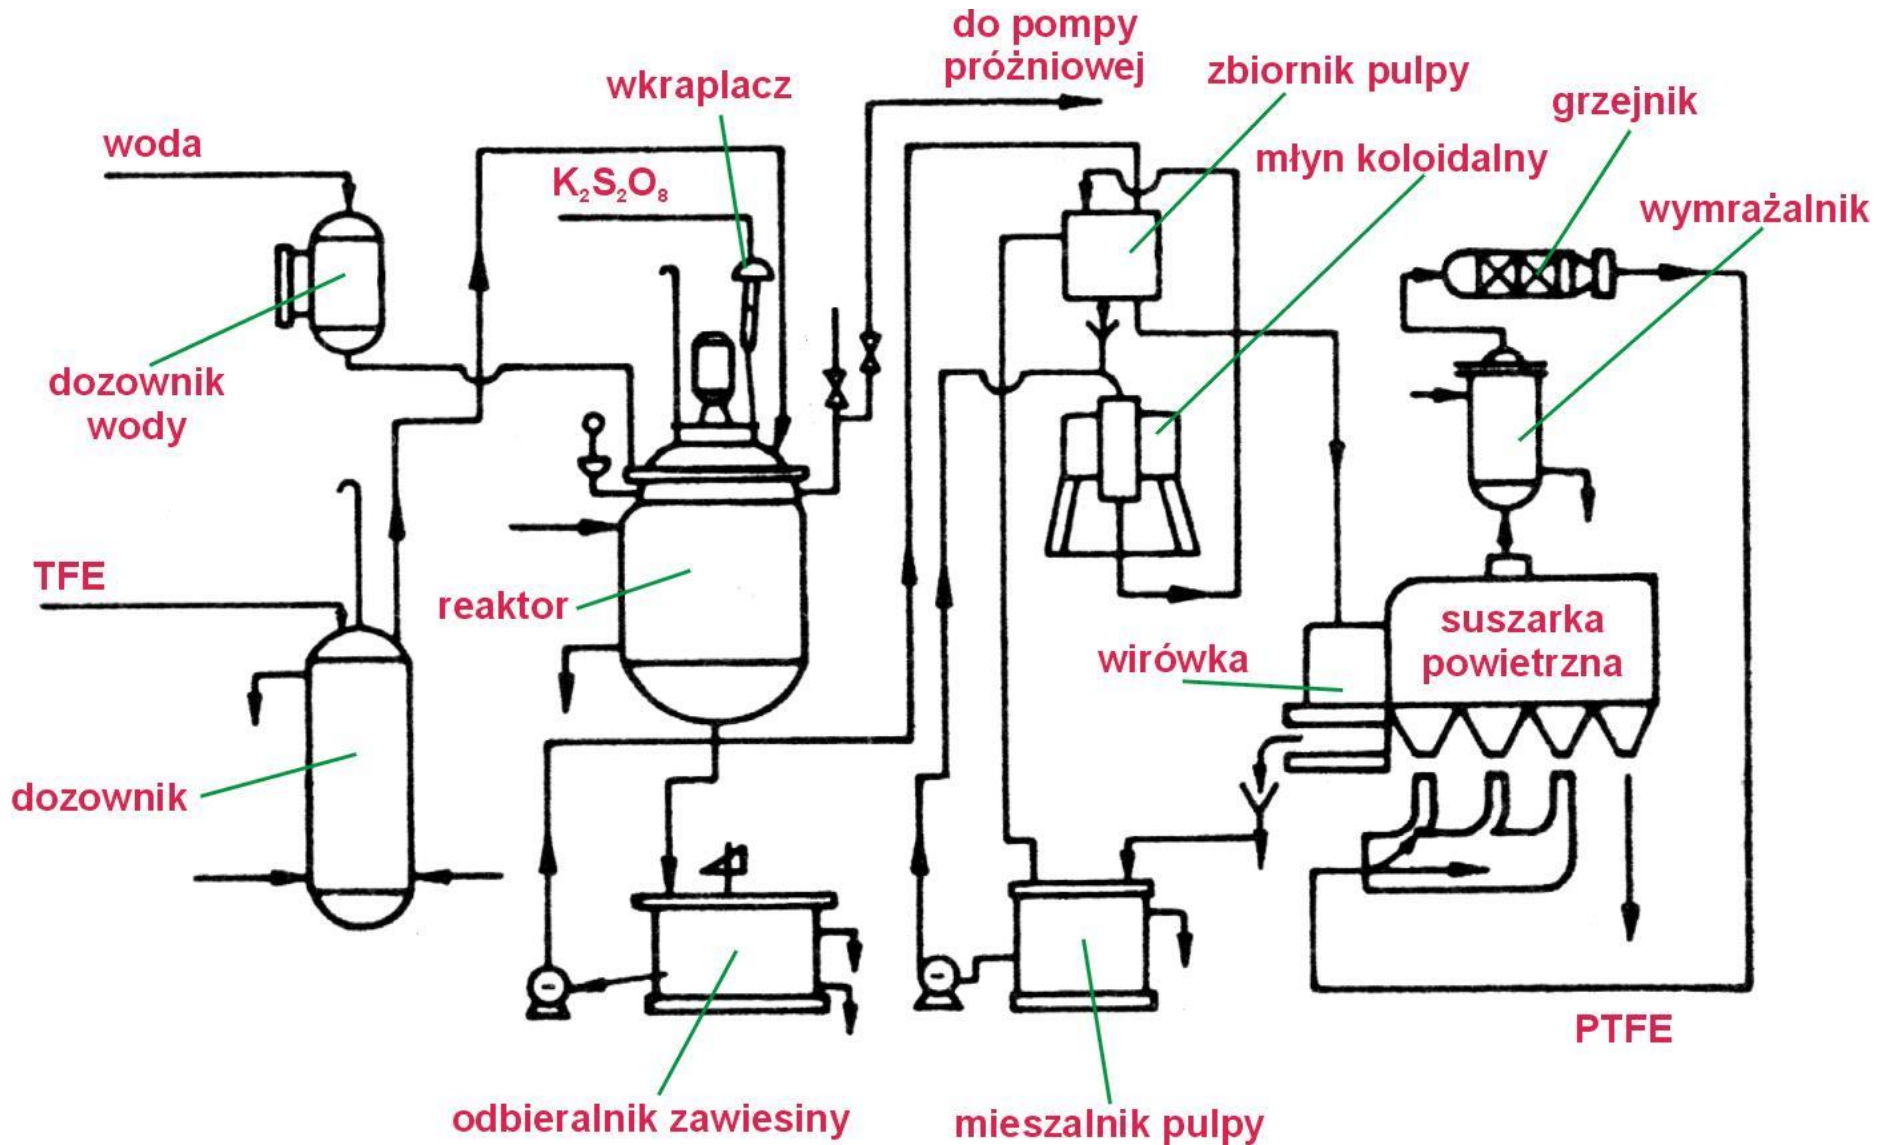 do pompy
próżniowej
wkraplacz
zbiornik pulpy
grzejnik
woda
młyn koloidalny
K₂S₂O₈
wymrażalnik
dozownik
wody
TFE
reaktor
suszarka
powietrzna
wirówka
dozownik
PTFE
odbieralnik zawiesiny
mieszalnik pulpy